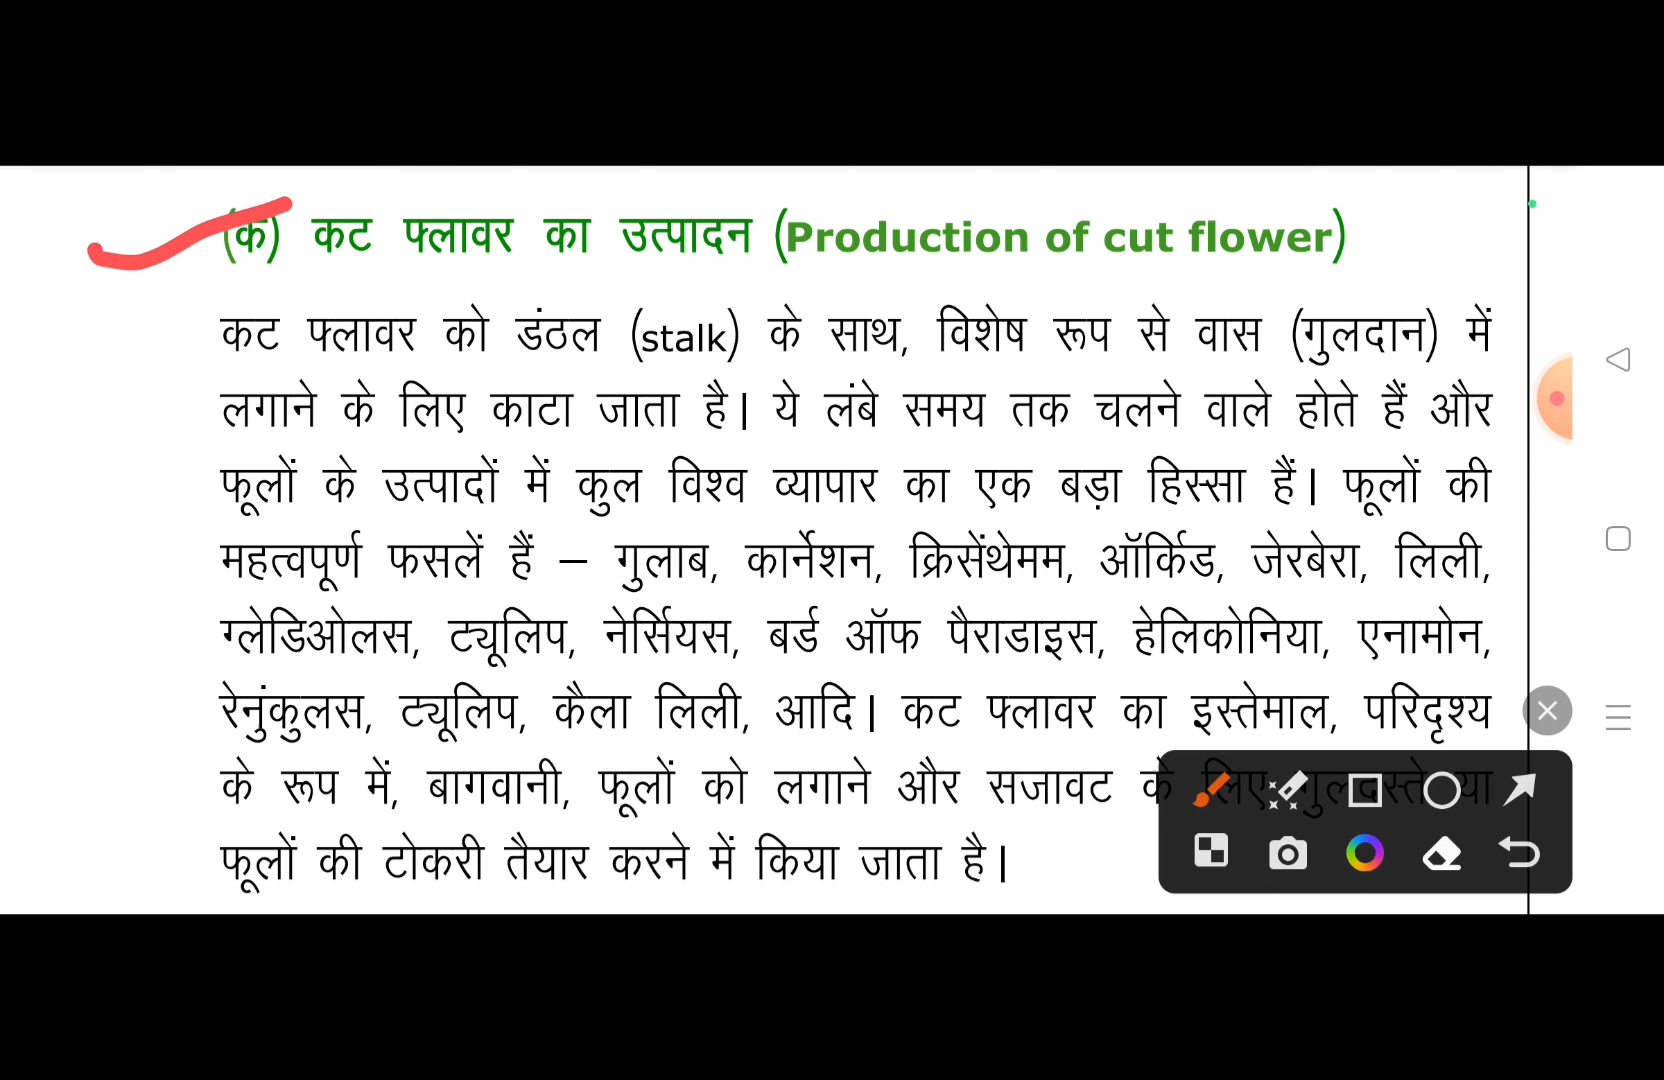 (क) कट फ्लावर का उत्पादन (Production of cut flower)
कट फ्लावर को डंठल (stalk) के साथ, विशेष रूप से वास (गुलदान) में
लगाने के लिए काटा जाता है। ये लंबे समय तक चलने वाले होते हैं और
फूलों के उत्पादों में कुल विश्व व्यापार का एक बड़ा हिस्सा हैं। फूलों की
महत्वपूर्ण फसलें हैं – गुलाब, कार्नेशन, क्रिसेंथेमम, ऑर्किड, जेरबेरा, लिली,
ग्लेडिओलस, ट्यूलिप, नेर्सियस, बर्ड ऑफ पैराडाइस, हेलिकोनिया, एनामोन,
रेनुंकुलस, ट्यूलिप, कैला लिली, आदि। कट फ्लावर का इस्तेमाल, परिदृश्य
के रूप में, बागवानी, फूलों को लगाने और सजावट के लिए गुलदस्ते या
फूलों की टोकरी तैयार करने में किया जाता है।